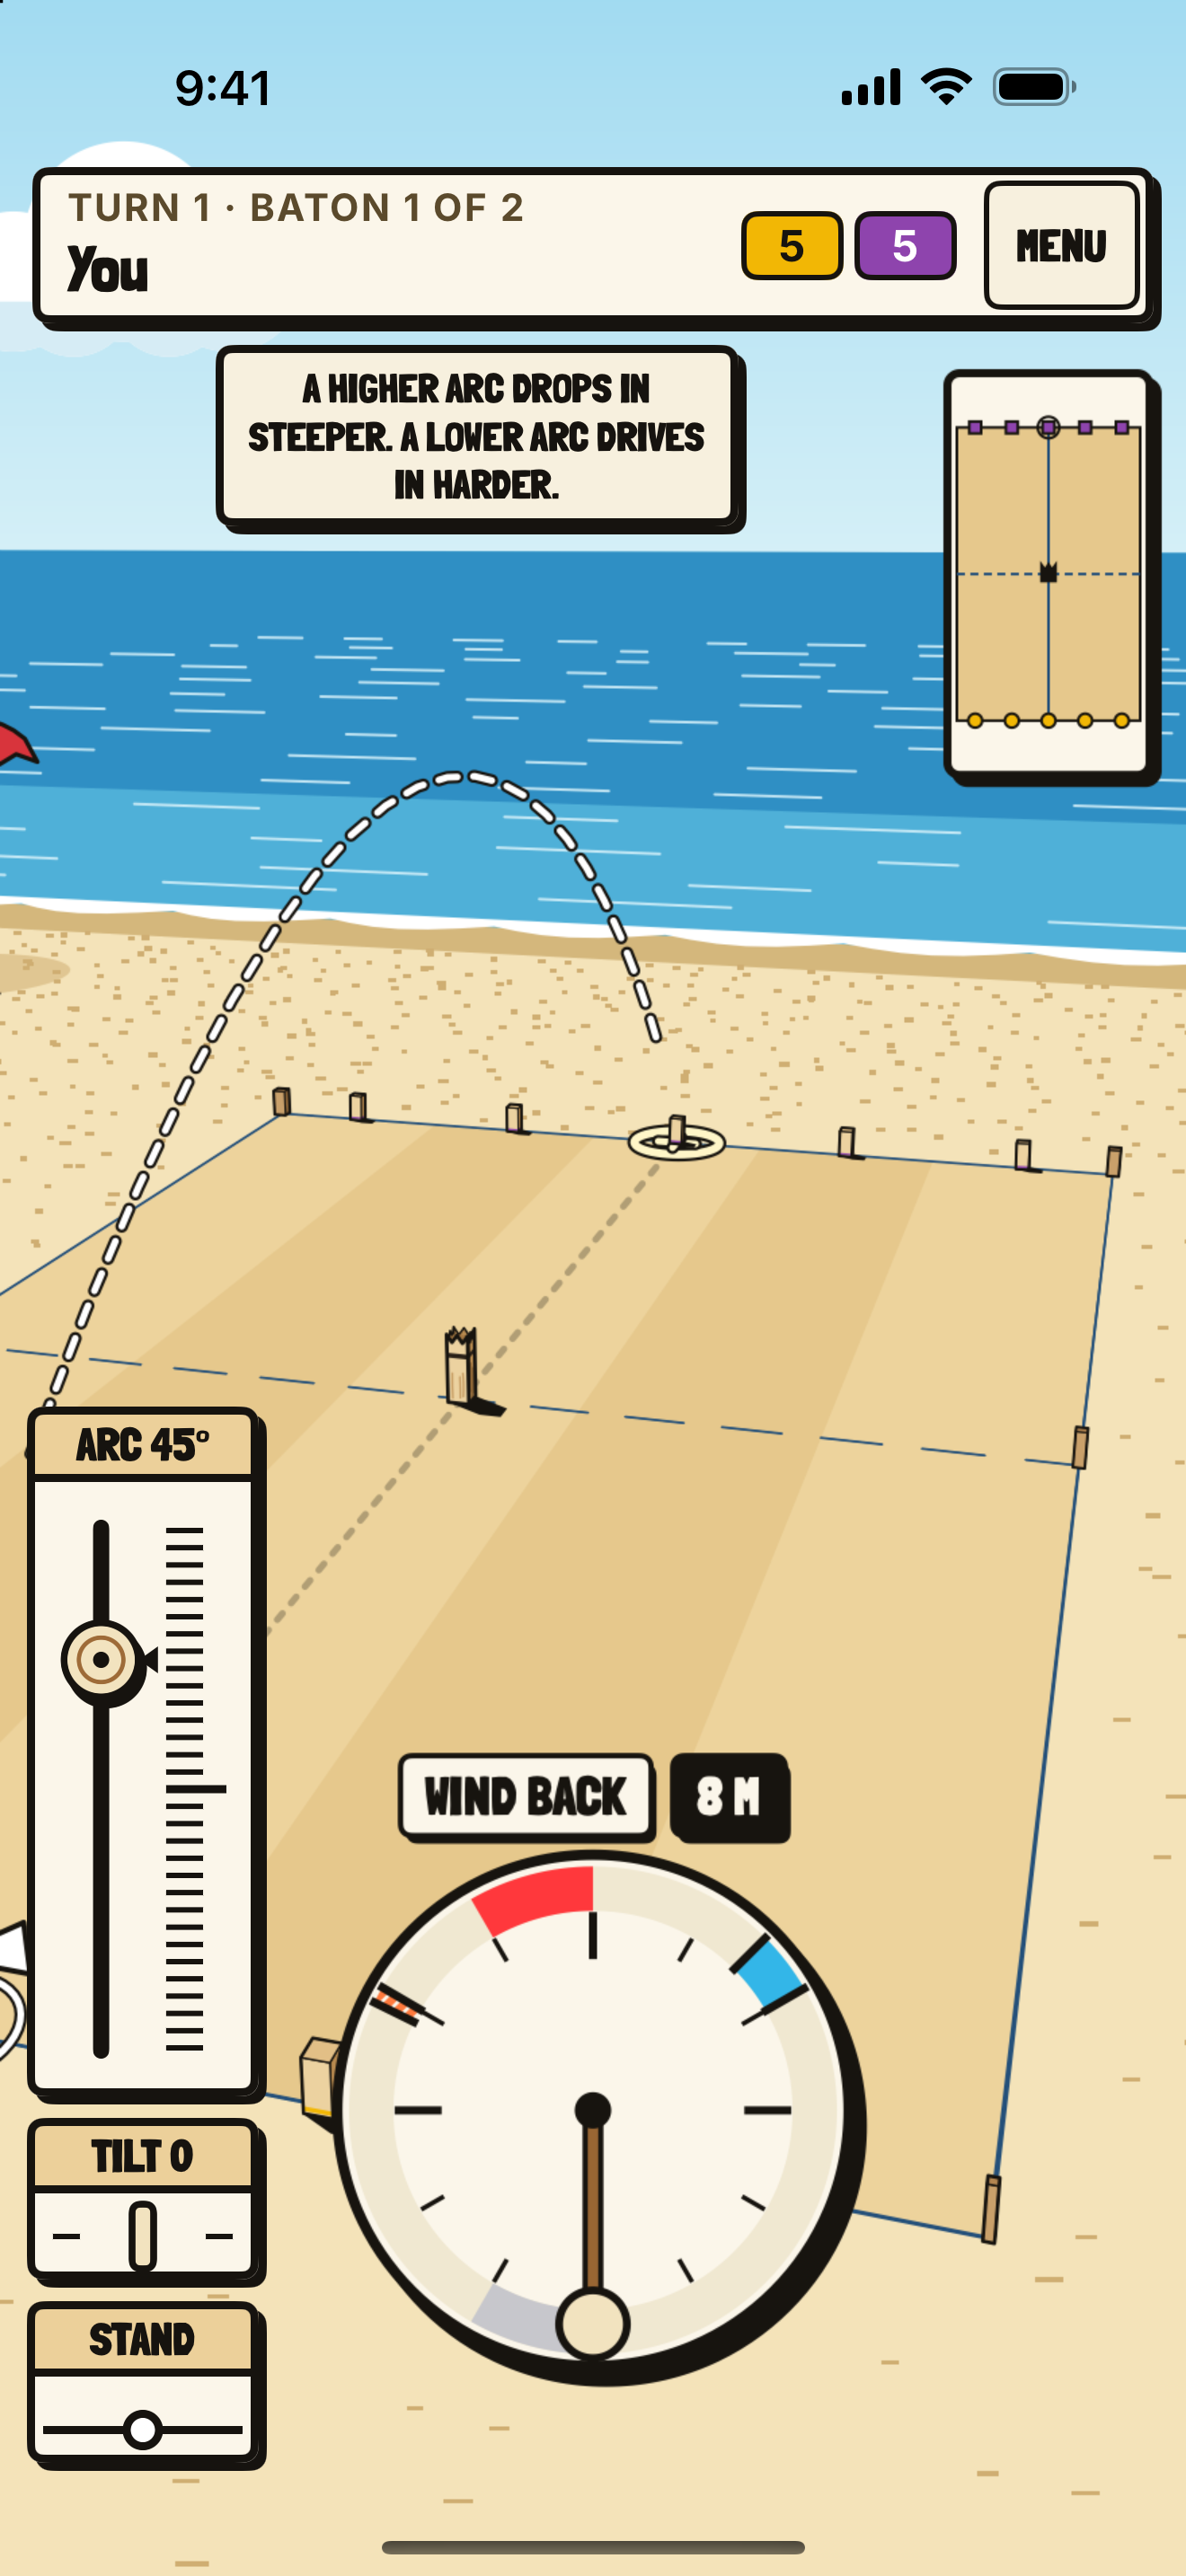 9:41
TURN 1 · BATON 1 OF 2
You
5
5
MENU
A HIGHER ARC DROPS IN
STEEPER. A LOWER ARC DRIVES
IN HARDER.
ARC 45°
WIND BACK
8 M
TILT 0
STAND